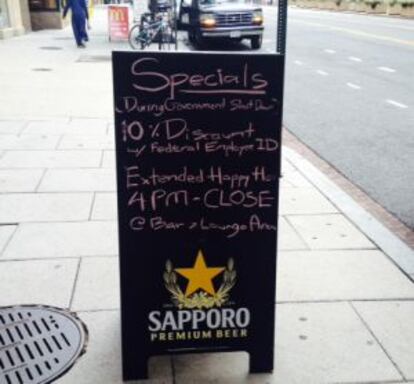 Specials
"During Government Shut Down"
10% Discount
w/ Federal Employee ID
Extended Happy Ho
4PM - CLOSE
@ Bar & Lounge Area
SAPPORO
PREMIUM BEER